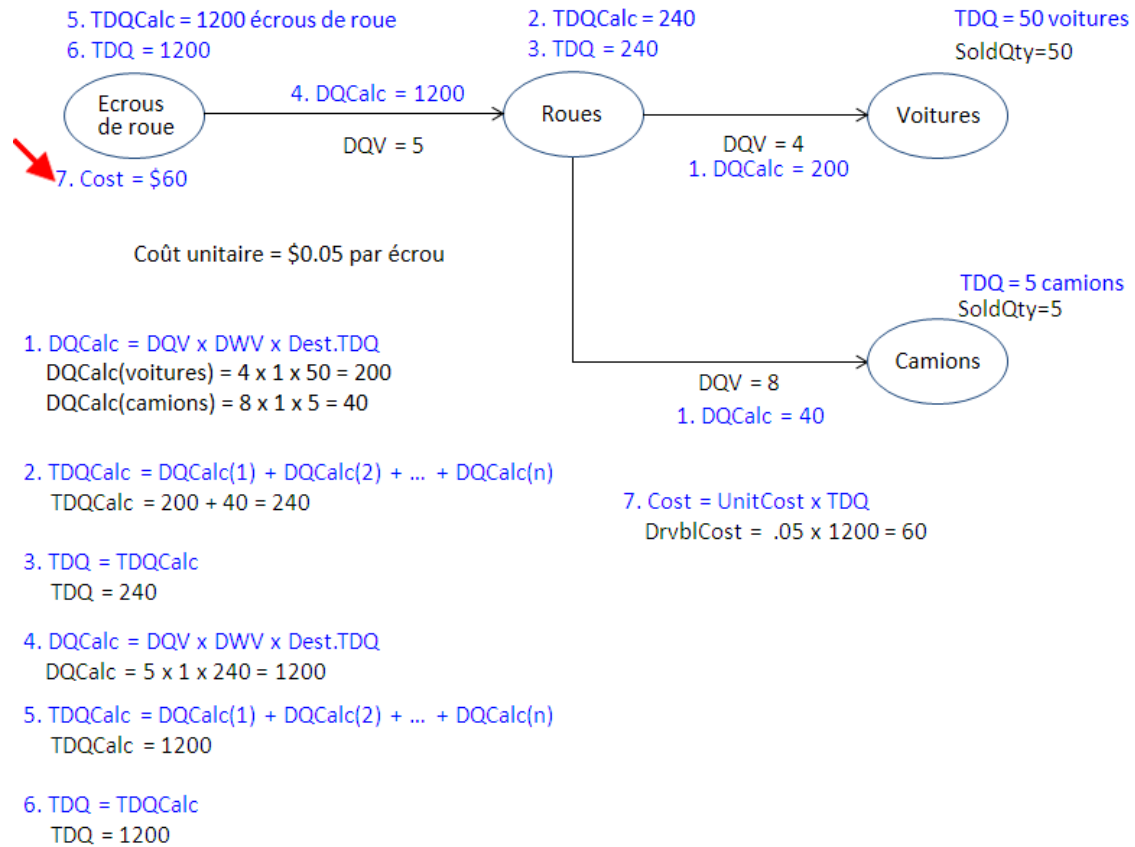 5. TDQCalc = 1200 écrous de roue
6. TDQ = 1200
2. TDQCalc = 240
3. TDQ = 240
TDQ = 50 voitures
SoldQty=50
Ecrous
de roue
4. DQCalc = 1200
DQV = 5
Roues
DQV = 4
1. DQCalc = 200
Voitures
7. Cost = $60
Coût unitaire = $0.05 par écrou
TDQ = 5 camions
SoldQty=5
Camions
DQV = 8
1. DQCalc = 40
1. DQCalc = DQV x DWV x Dest.TDQ
DQCalc(voitures) = 4 x 1 x 50 = 200
DQCalc(camions) = 8 x 1 x 5 = 40
2. TDQCalc = DQCalc(1) + DQCalc(2) + ... + DQCalc(n)
TDQCalc = 200 + 40 = 240
7. Cost = UnitCost x TDQ
DrvblCost = .05 x 1200 = 60
3. TDQ = TDQCalc
TDQ = 240
4. DQCalc = DQV x DWV x Dest.TDQ
DQCalc = 5 x 1 x 240 = 1200
5. TDQCalc = DQCalc(1) + DQCalc(2) + ... + DQCalc(n)
TDQCalc = 1200
6. TDQ = TDQCalc
TDQ = 1200